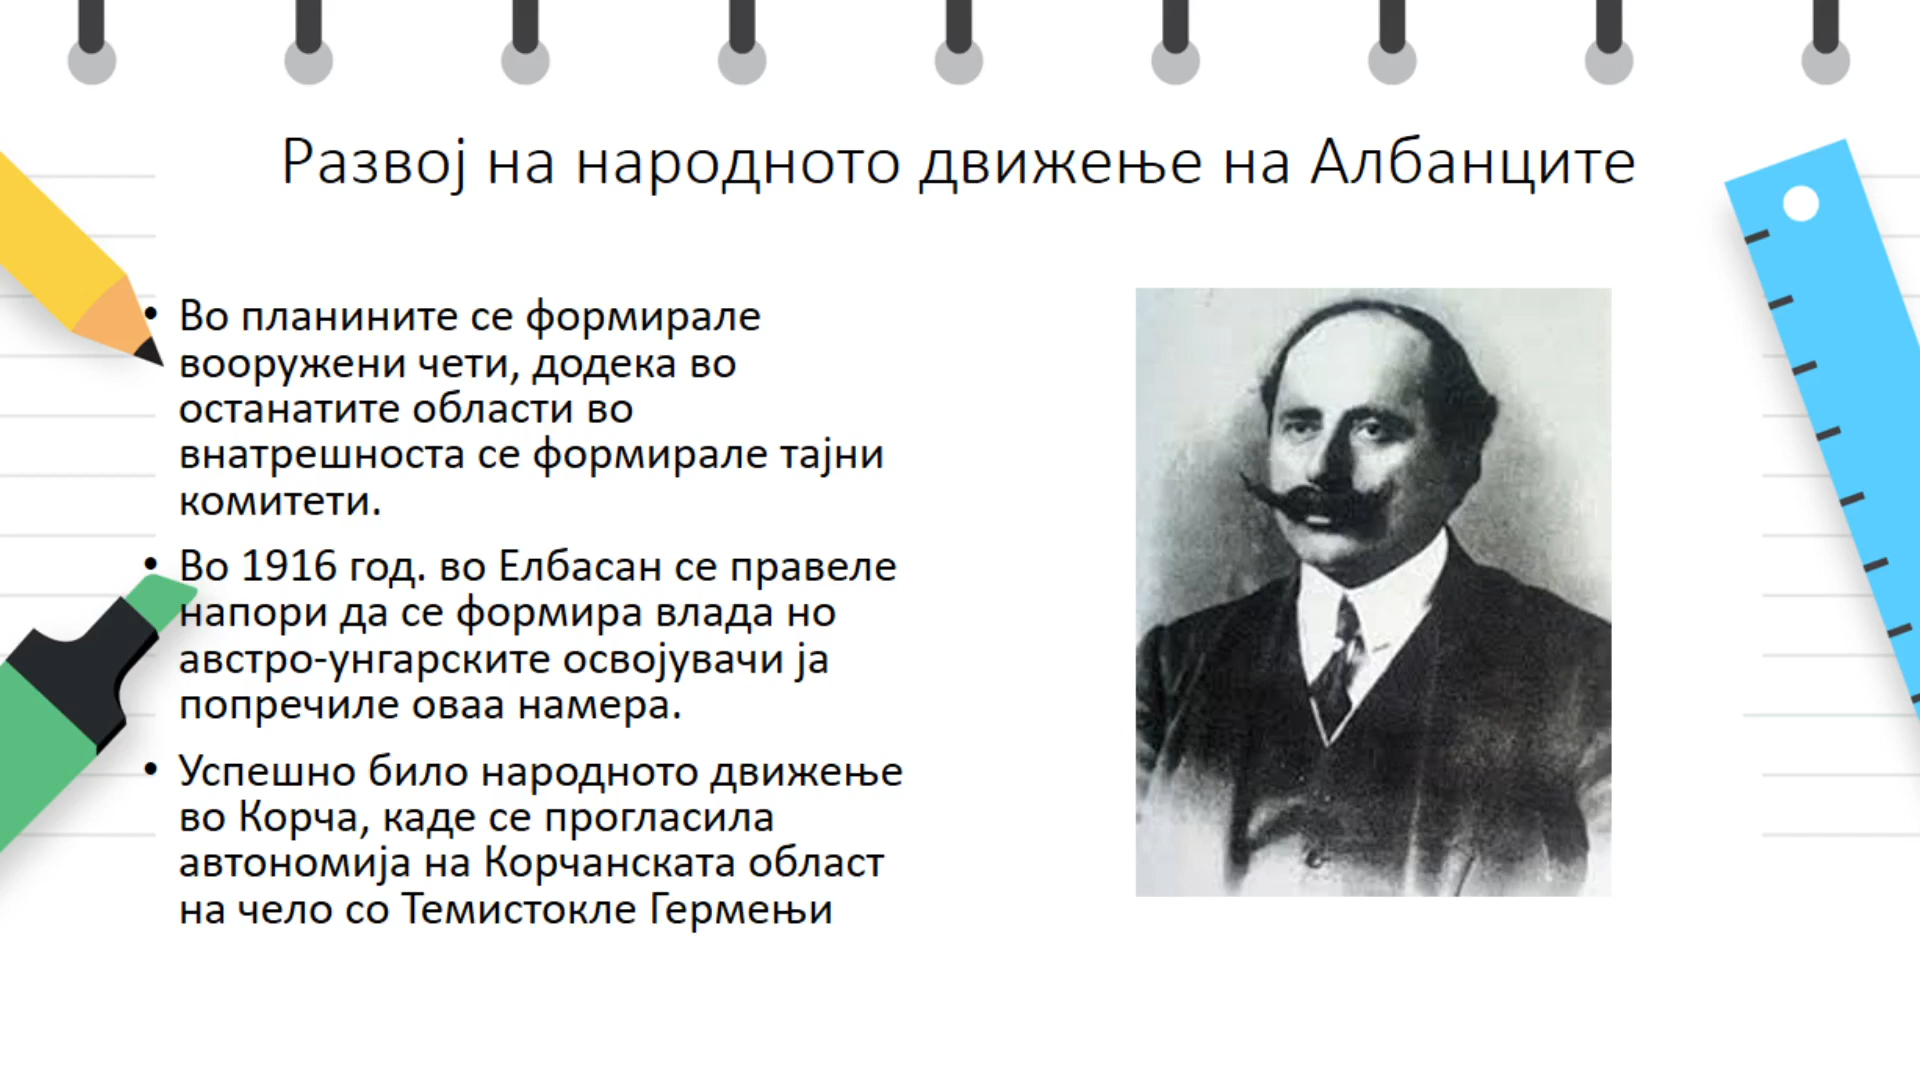 Развој на народното движење на Албанците
• Во планините се формирале
вооружени чети, додека во
останатите области во
внатрешноста се формирале тајни
комитети.
• Во 1916 год. во Елбасан се правеле
напори да се формира влада но
австро-унгарските освојувачи ја
попречиле оваа намера.
• Успешно било народното движење
во Корча, каде се прогласила
автономија на Корчанската област
на чело со Темистокле Гермењи